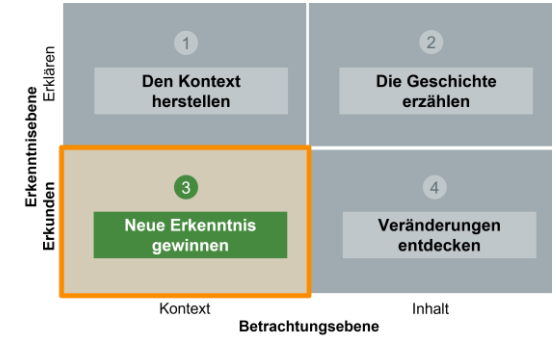 1
Den Kontext
herstellen
2
Die Geschichte
erzählen
3
Neue Erkenntnis
gewinnen
4
Veränderungen
entdecken
Erkenntnisebene
Erklären
Erkunden
Kontext
Inhalt
Betrachtungsebene